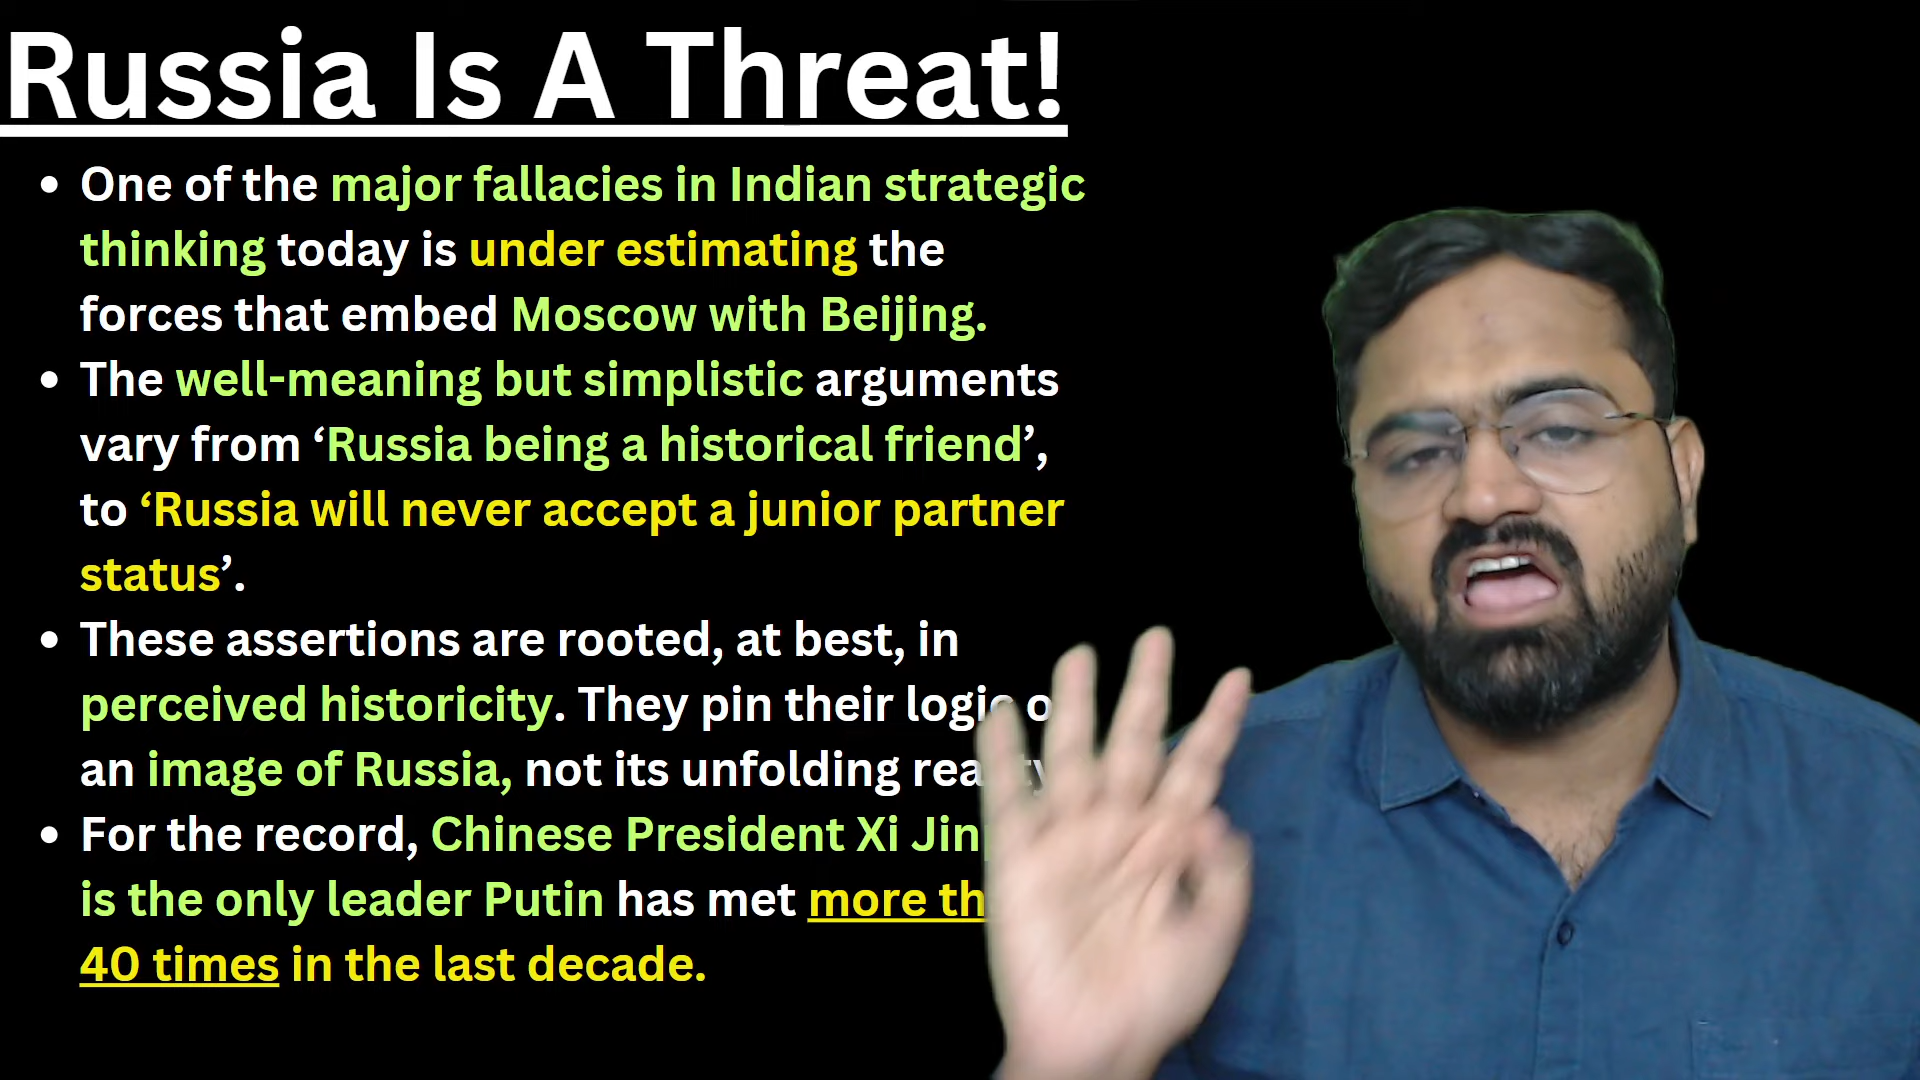 Russia Is A Threat!
• One of the major fallacies in Indian strategic
thinking today is under estimating the
forces that embed Moscow with Beijing.
• The well-meaning but simplistic arguments
vary from ‘Russia being a historical friend’,
to ‘Russia will never accept a junior partner
status’.
• These assertions are rooted, at best, in
perceived historicity. They pin their logic
an image of Russia, not its unfolding
• For the record, Chinese President Xi
is the only leader Putin has met more
40 times in the last decade.